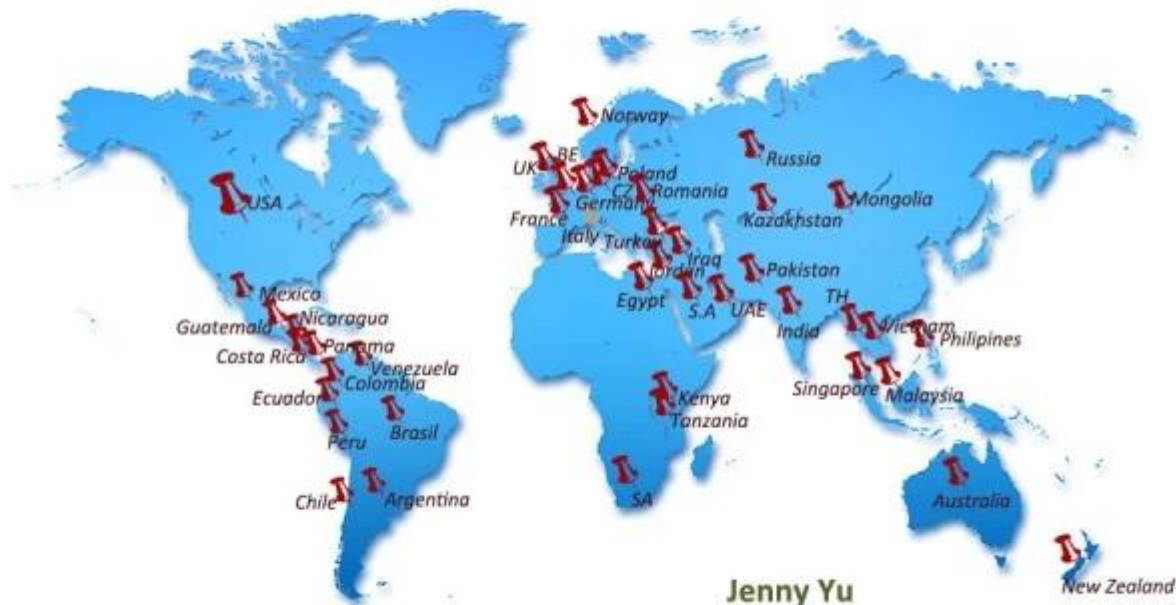 Norway
BE
UK
Poland
Russia
CZ
Romania
USA
Germany
Mongolia
France
Kazakhstan
Italy
Turkey
Iraq
Jordan
Pakistan
Mexico
Egypt
S.A
UAE
TH
India
Guatemala
Nicaragua
Vietnam
Philipines
Costa Rica
Panama
Venezuela
Singapore
Malaysia
Colombia
Ecuador
Kenya
Tanzania
Peru
Brasil
Chile
Argentina
SA
Australia
New Zealand
Jenny Yu